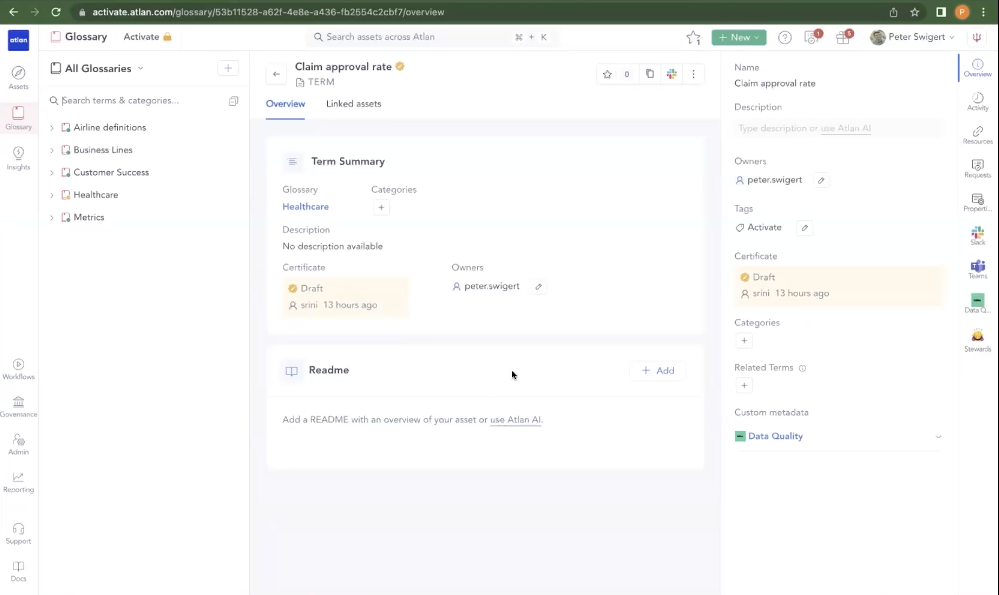 activate.atlan.com/glossary/53b11528-a62f-4e8e-a436-fb2554c2cbf7/overview
P
atlan
Glossary
Activate
Search assets across Atlan
⌘ + K
1
+ New
1
5
Peter Swigert
Assets
Glossary
Insights
Workflows
Governance
Admin
Reporting
Support
Docs
All Glossaries
Search terms & categories...
Airline definitions
Business Lines
Customer Success
Healthcare
Metrics
Claim approval rate
TERM
0
Overview
Linked assets
Term Summary
Glossary
Categories
Healthcare
+
Description
No description available
Certificate
Owners
Draft
peter.swigert
srini 13 hours ago
Readme
+ Add
Add a README with an overview of your asset or use Atlan AI.
Name
Claim approval rate
Description
Type description or use Atlan AI
Owners
peter.swigert
Tags
Activate
Certificate
Draft
srini 13 hours ago
Categories
+
Related Terms
+
Custom metadata
Data Quality
Overview
Activity
Resources
Requests
Properti...
Slack
Teams
Data Q...
Stewards